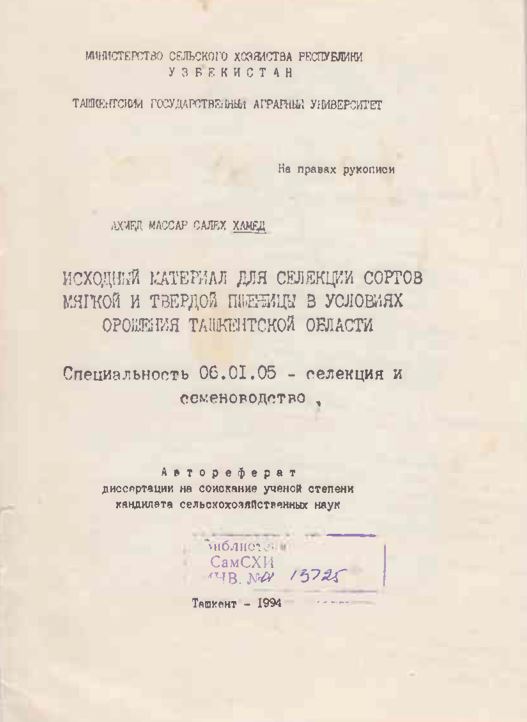 МИНИСТЕРСТВО СЕЛЬСКОГО ХОЗЯЙСТВА РЕСПУБЛИКИ
УЗБЕКИСТАН
ТАШКЕНТСКИЙ ГОСУДАРСТВЕННЫЙ АГРАРНЫЙ УНИВЕРСИТЕТ
На правах рукописи
АХМЕД МАССАР САЛЕХ ХАМЕД
ИСХОДНЫЙ МАТЕРИАЛ ДЛЯ СЕЛЕКЦИИ СОРТОВ
МЯГКОЙ И ТВЕРДОЙ ПШЕНИЦЫ В УСЛОВИЯХ
ОРОШЕНИЯ ТАШКЕНТСКОЙ ОБЛАСТИ
Специальность 06.01.05 - селекция и
семеноводство
Автореферат
диссертации на соискание ученой степени
кандидата сельскохозяйственных наук
СамСХИ
13725
Ташкент - 1994